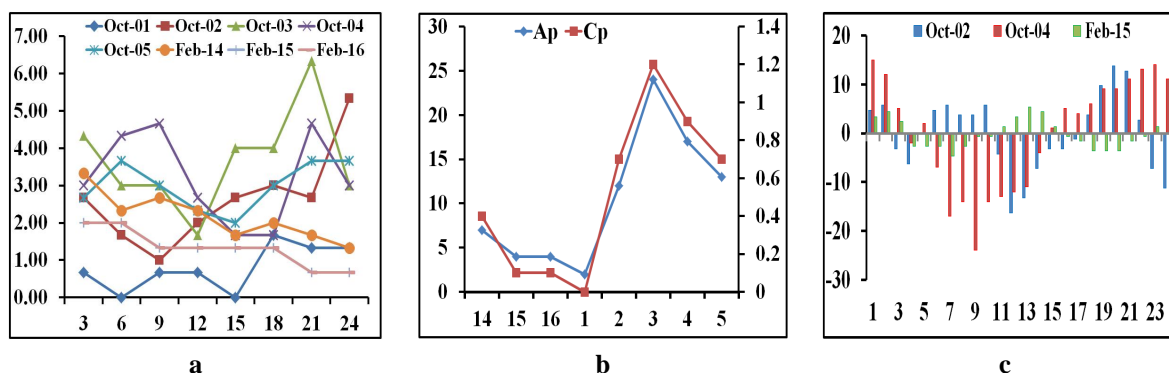 Oct-01 Oct-02 Oct-03 Oct-04
Oct-05 Feb-14 Feb-15 Feb-16
7.00
6.00
5.00
4.00
3.00
2.00
1.00
0.00
3 6 9 12 15 18 21 24
a
Ap Cp
30
25
20
15
10
5
0
1.4
1.2
1
0.8
0.6
0.4
0.2
0
14 15 16 1 2 3 4 5
b
Oct-02 Oct-04 Feb-15
20
10
0
-10
-20
-30
1 3 5 7 9 11 13 15 17 19 21 23
c